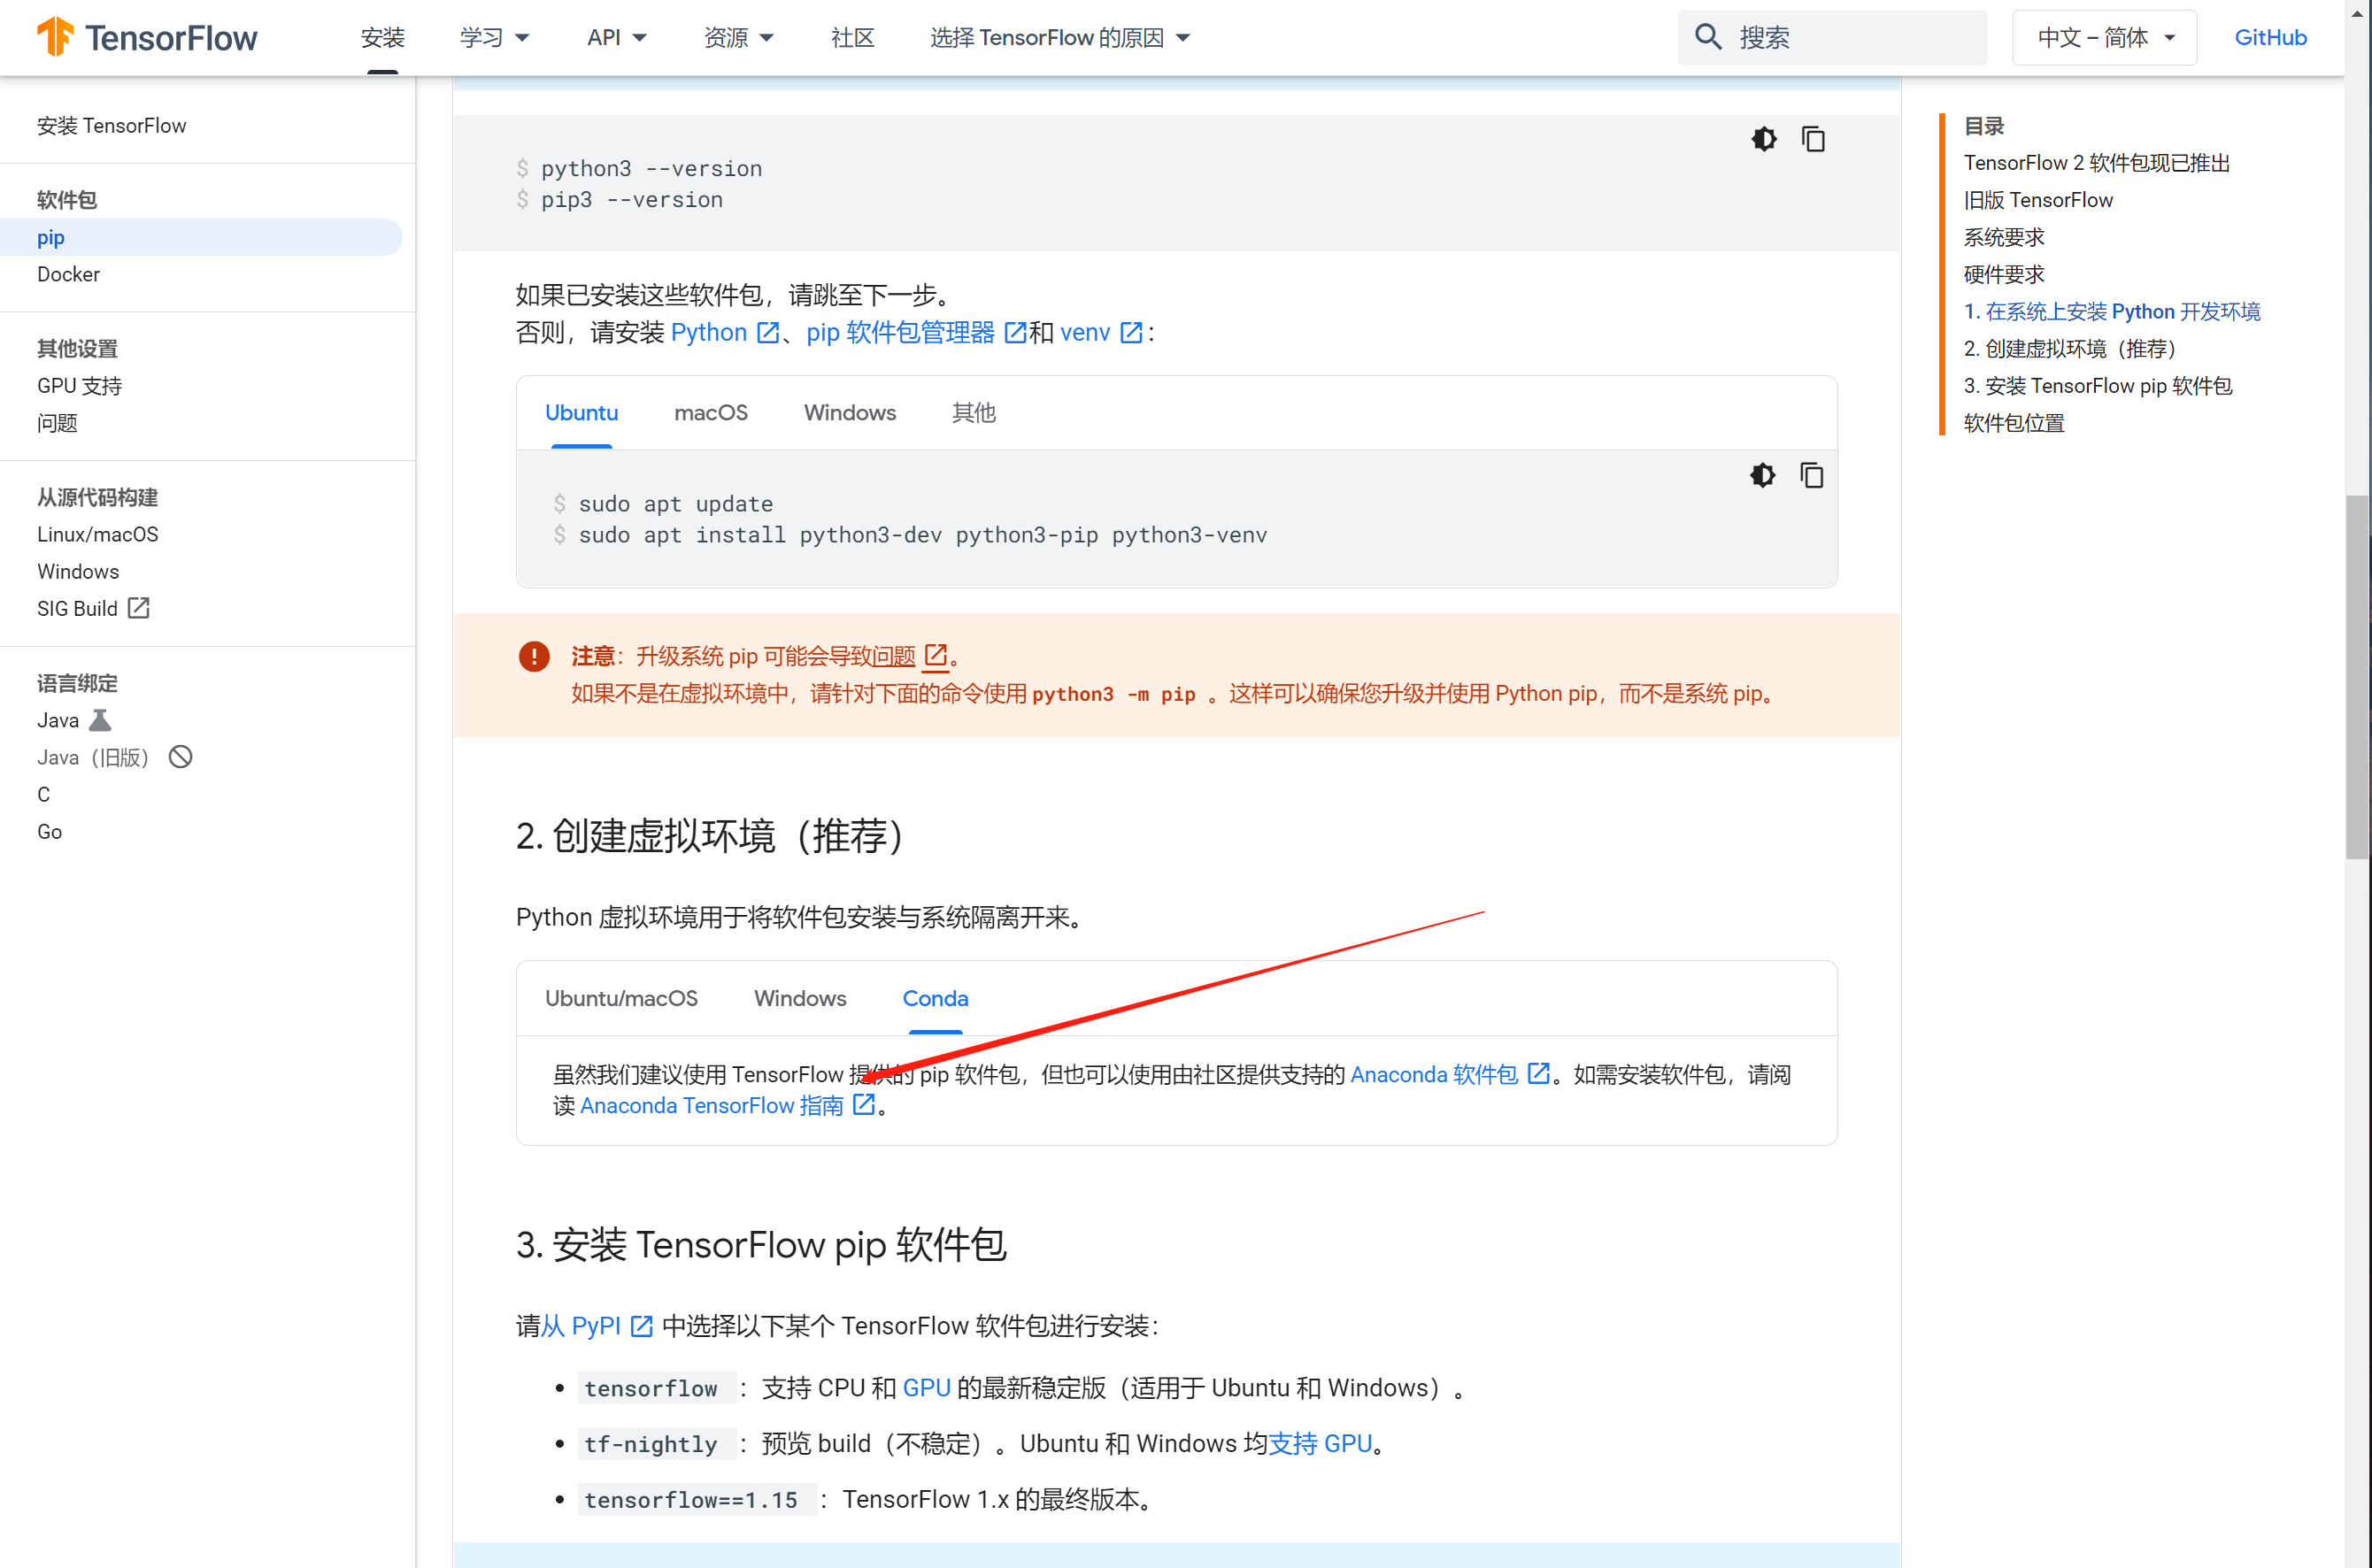 TensorFlow
安装
学习
API
资源
社区
选择 TensorFlow 的原因
搜索
中文 – 简体
GitHub
安装 TensorFlow
软件包
pip
Docker
其他设置
GPU 支持
问题
从源代码构建
Linux/macOS
Windows
SIG Build
语言绑定
Java
Java（旧版）
C
Go
$ python3 --version
$ pip3 --version
如果已安装这些软件包，请跳至下一步。
否则，请安装 Python、pip 软件包管理器和 venv：
Ubuntu
macOS
Windows
其他
$ sudo apt update
$ sudo apt install python3-dev python3-pip python3-venv
注意：升级系统 pip 可能会导致问题。
如果不是在虚拟环境中，请针对下面的命令使用 python3 -m pip 。这样可以确保您升级并使用 Python pip，而不是系统 pip。
2. 创建虚拟环境（推荐）
Python 虚拟环境用于将软件包安装与系统隔离开来。
Ubuntu/macOS
Windows
Conda
虽然我们建议使用 TensorFlow 提供的 pip 软件包，但也可以使用由社区提供支持的 Anaconda 软件包。如需安装软件包，请阅
读 Anaconda TensorFlow 指南。
3. 安装 TensorFlow pip 软件包
请从 PyPI 中选择以下某个 TensorFlow 软件包进行安装：
• tensorflow ：支持 CPU 和 GPU 的最新稳定版（适用于 Ubuntu 和 Windows）。
• tf-nightly ：预览 build（不稳定）。Ubuntu 和 Windows 均支持 GPU。
• tensorflow==1.15 ：TensorFlow 1.x 的最终版本。
目录
TensorFlow 2 软件包现已推出
旧版 TensorFlow
系统要求
硬件要求
1. 在系统上安装 Python 开发环境
2. 创建虚拟环境（推荐）
3. 安装 TensorFlow pip 软件包
软件包位置